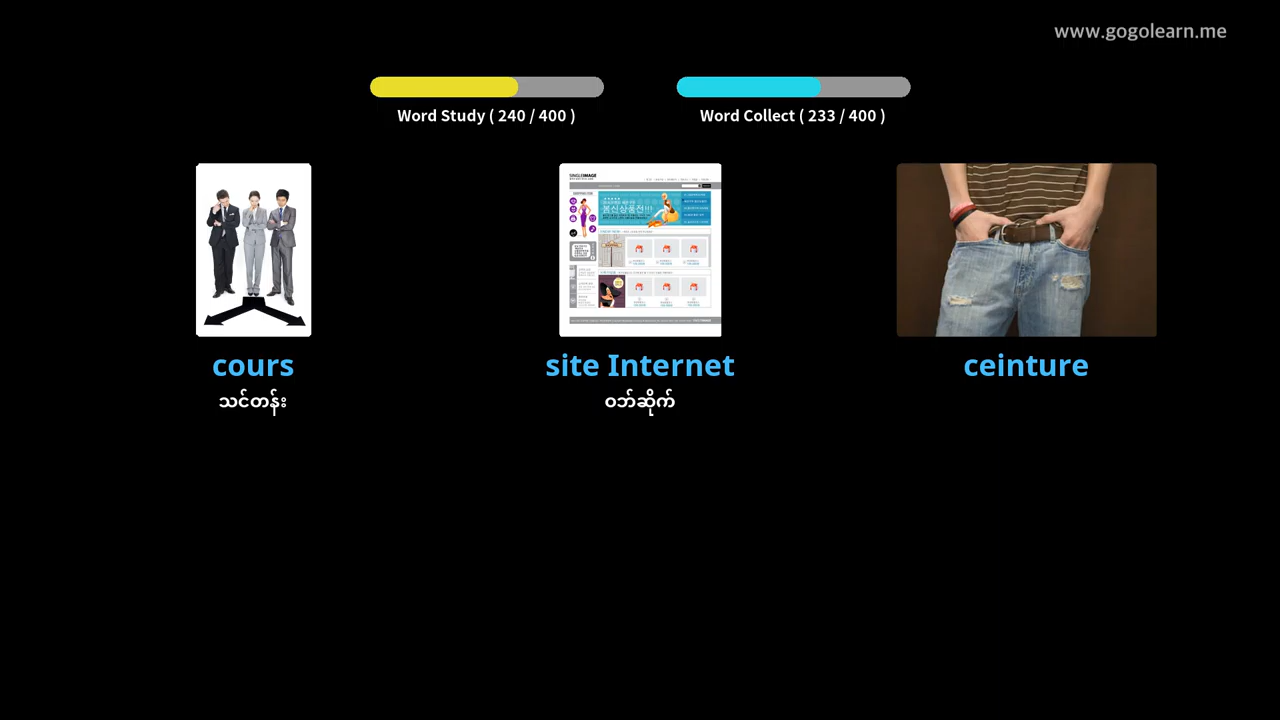 www.gogolearn.me
Word Study ( 240 / 400 )
Word Collect ( 233 / 400 )
cours
site Internet
ceinture
သင်တန်း
ဝဘ်ဆိုက်